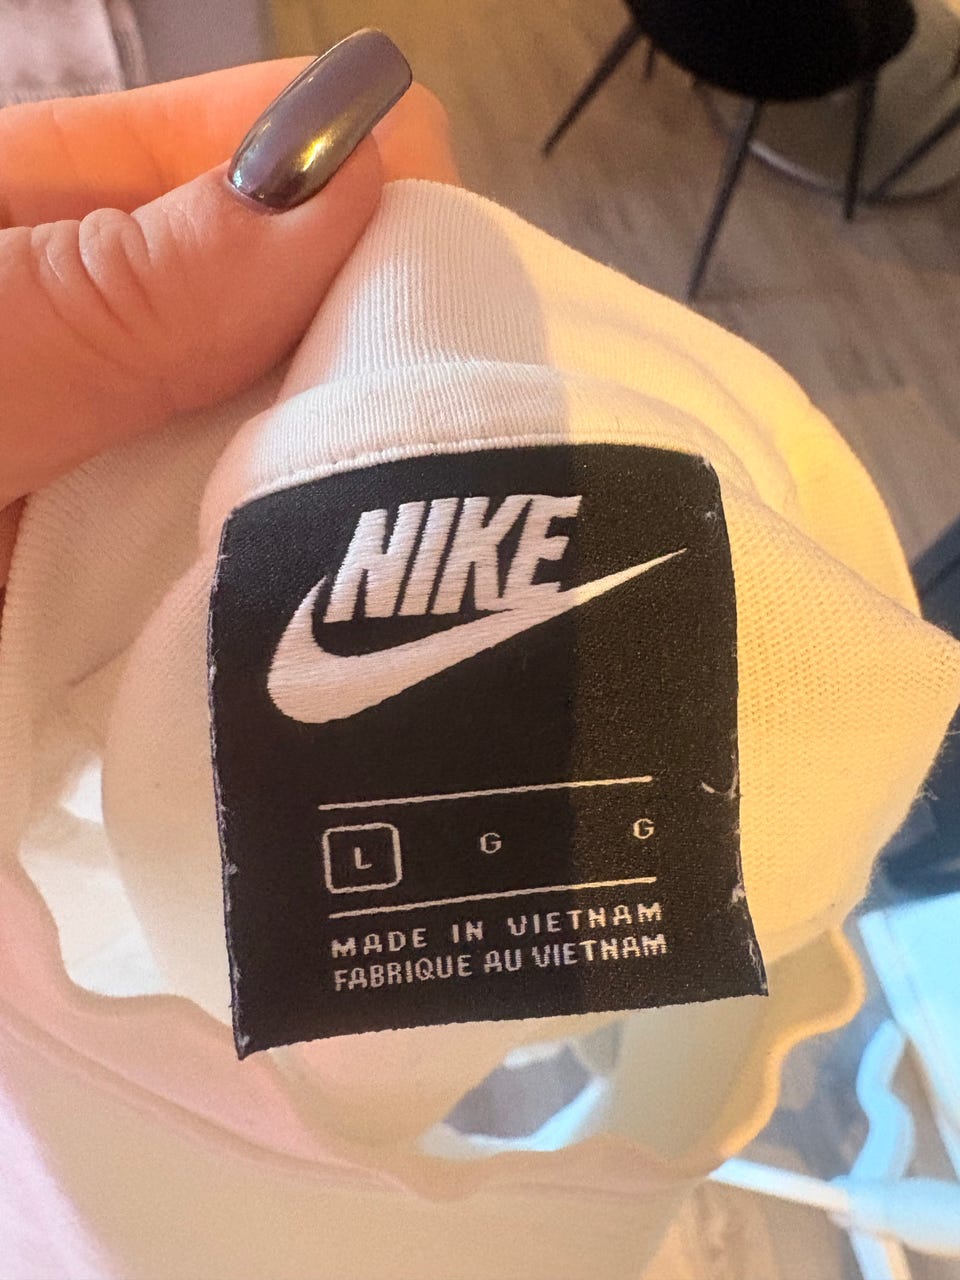 NIKE
L G G
MADE IN VIETNAM
FABRIQUE AU VIETNAM